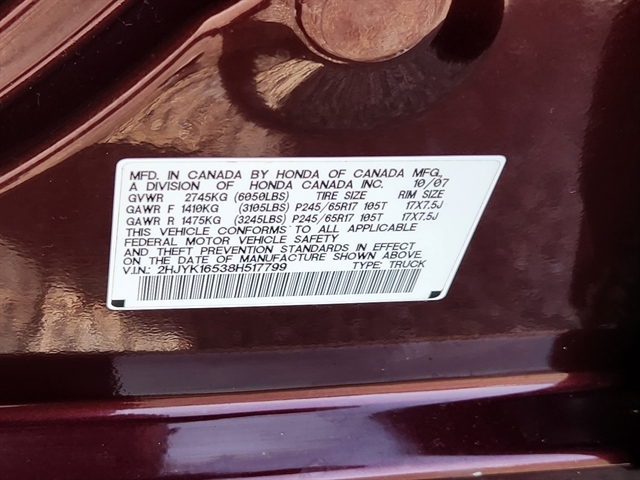 MFD. IN CANADA BY HONDA OF CANADA MFG.,
A DIVISION OF HONDA CANADA INC. 10/07
GVWR 2745KG (6050LBS) TIRE SIZE RIM SIZE
GAWR F 1410KG (3105LBS) P245/65R17 105T 17X7.5J
GAWR R 1475KG (3245LBS) P245/65R17 105T 17X7.5J
THIS VEHICLE CONFORMS TO ALL APPLICABLE
FEDERAL MOTOR VEHICLE SAFETY
AND THEFT PREVENTION STANDARDS IN EFFECT
ON THE DATE OF MANUFACTURE SHOWN ABOVE.
V.I.N.: 2HJYK16538H517799 TYPE: TRUCK